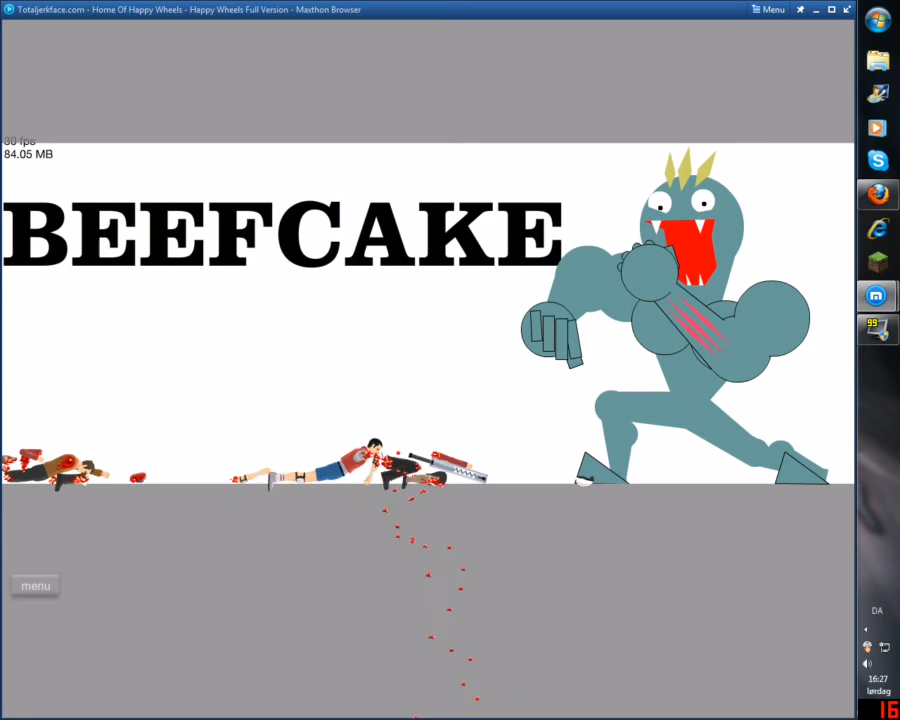 Totaljerkface.com - Home Of Happy Wheels - Happy Wheels Full Version - Maxthon Browser
Menu
30 fps
84.05 MB
BEEFCAKE
menu
99
DA
16:27
lørdag
16